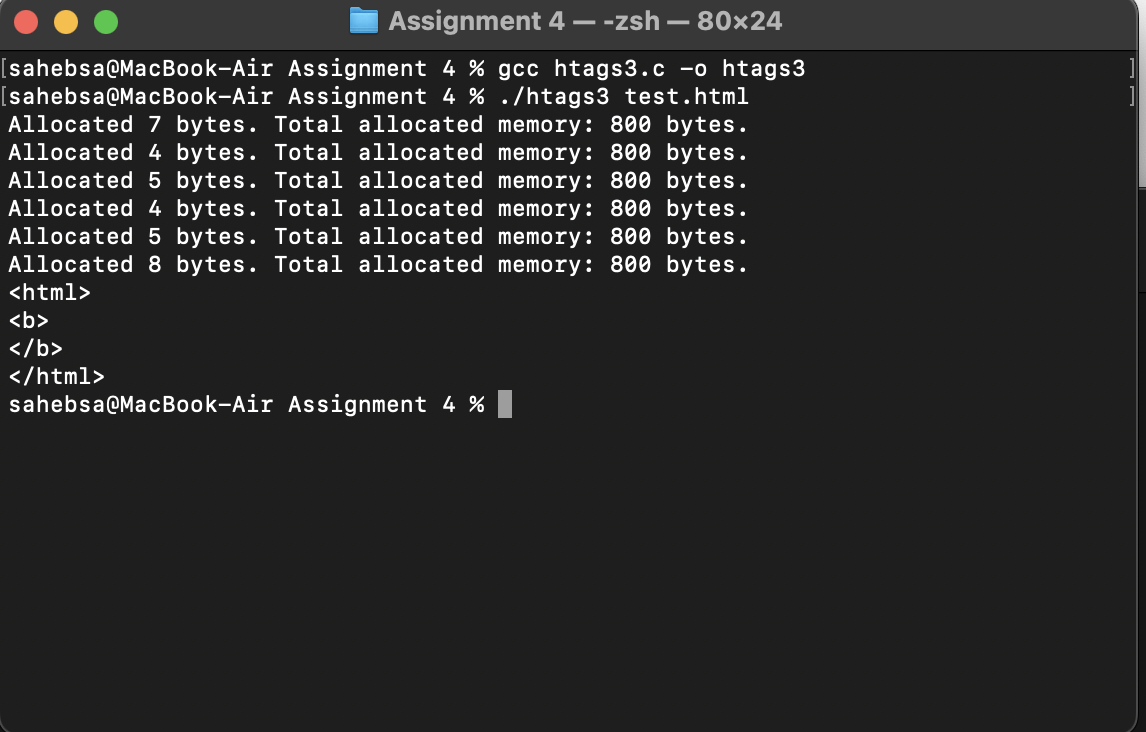 Assignment 4 — -zsh — 80×24
[sahebsa@MacBook-Air Assignment 4 % gcc htags3.c -o htags3 ]
[sahebsa@MacBook-Air Assignment 4 % ./htags3 test.html ]
Allocated 7 bytes. Total allocated memory: 800 bytes.
Allocated 4 bytes. Total allocated memory: 800 bytes.
Allocated 5 bytes. Total allocated memory: 800 bytes.
Allocated 4 bytes. Total allocated memory: 800 bytes.
Allocated 5 bytes. Total allocated memory: 800 bytes.
Allocated 8 bytes. Total allocated memory: 800 bytes.
<html>
<b>
</b>
</html>
sahebsa@MacBook-Air Assignment 4 %